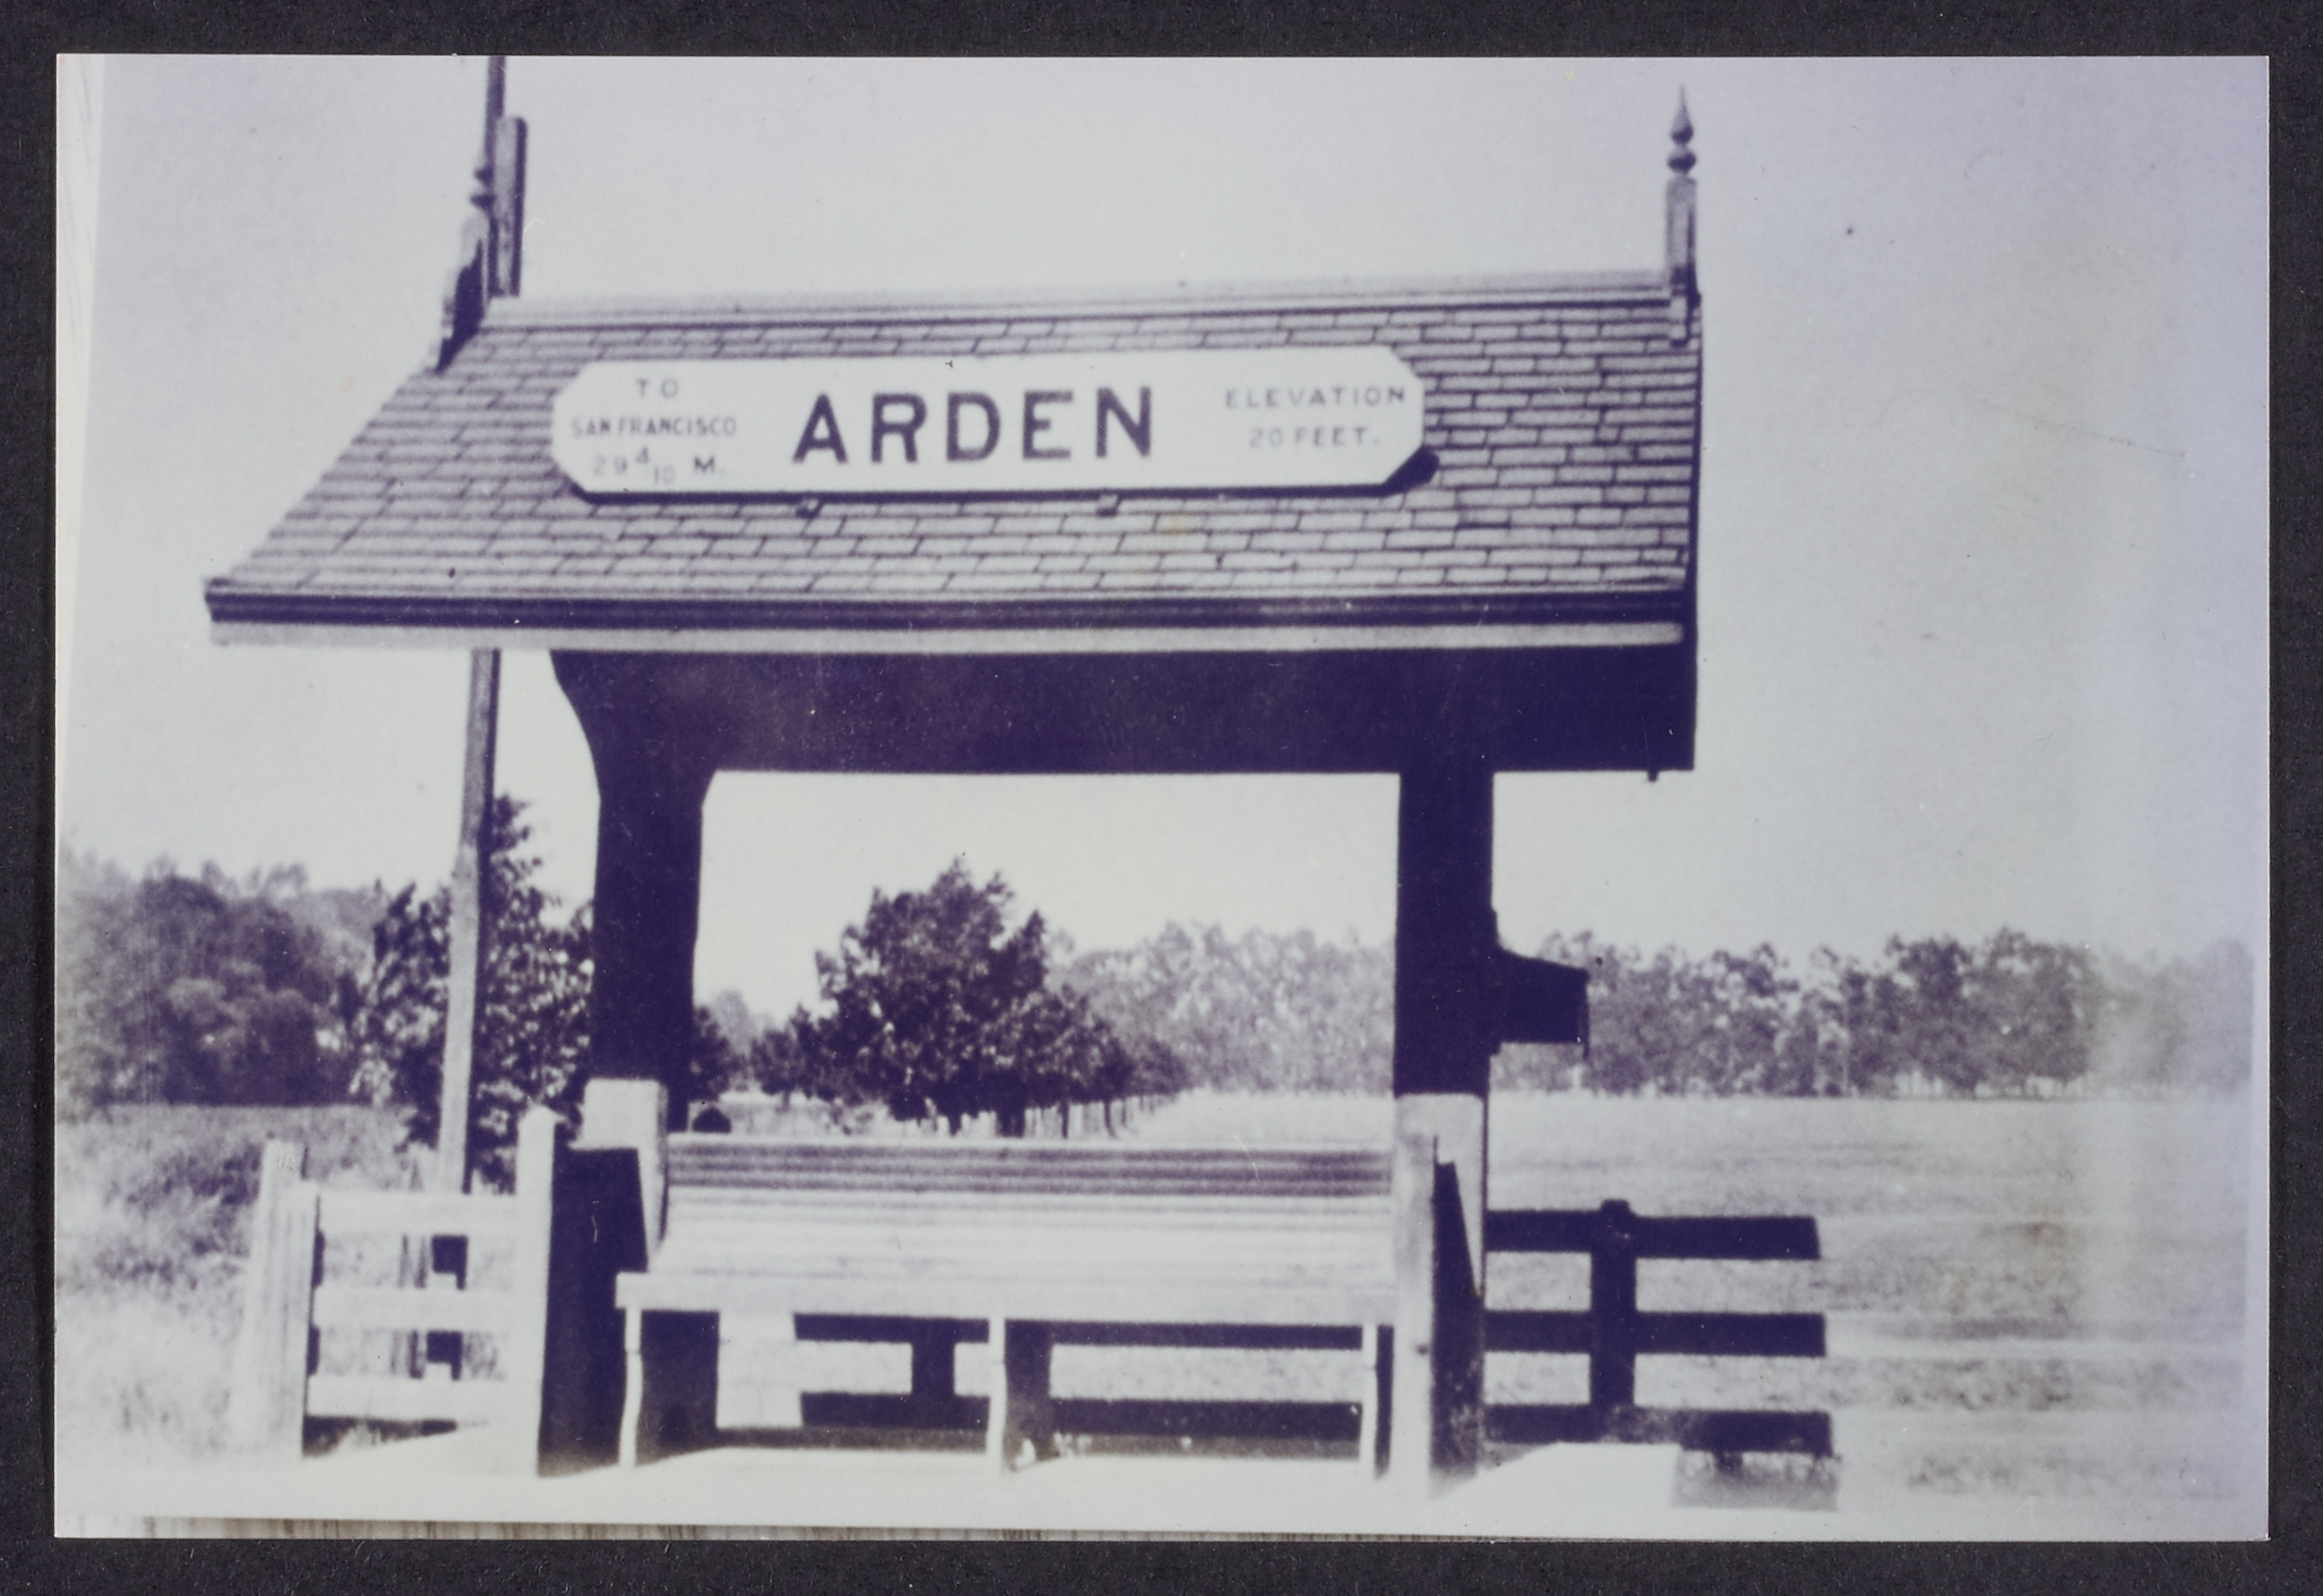 TO
SAN FRANCISCO
29 4/10 M.
ARDEN
ELEVATION
20 FEET.